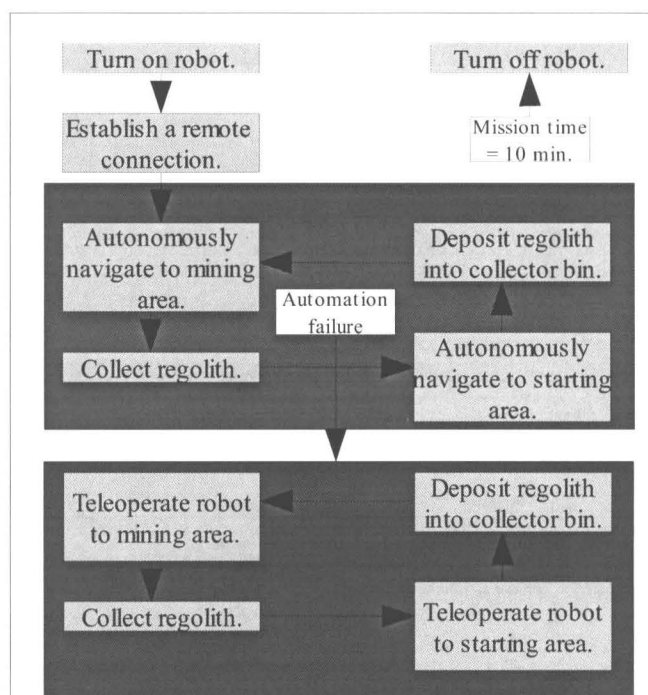 Turn on robot.
Turn off robot.
Establish a remote
connection.
Mission time
= 10 min.
Autonomously
navigate to mining
area.
Deposit regolith
into collector bin.
Automation
failure
Collect regolith.
Autonomously
navigate to starting
area.
Teleoperate robot
to mining area.
Deposit regolith
into collector bin.
Collect regolith.
Teleoperate robot
to starting area.